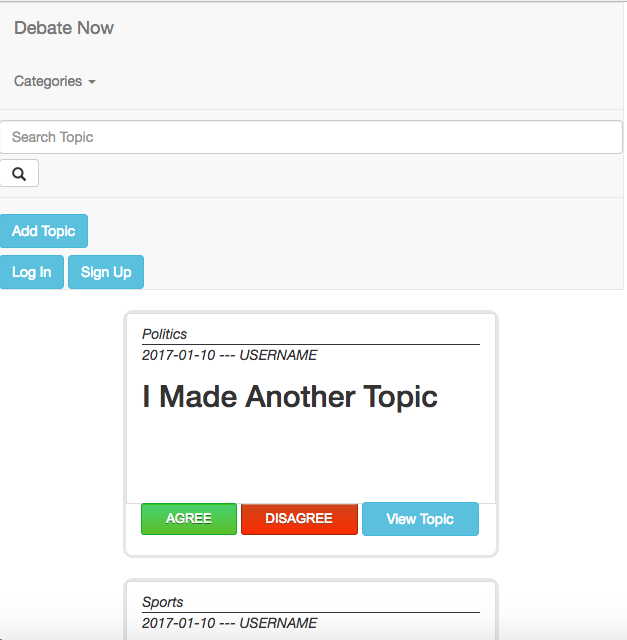 Debate Now
Categories
Search Topic
Add Topic
Log In Sign Up
Politics
2017-01-10 --- USERNAME
I Made Another Topic
AGREE DISAGREE View Topic
Sports
2017-01-10 --- USERNAME